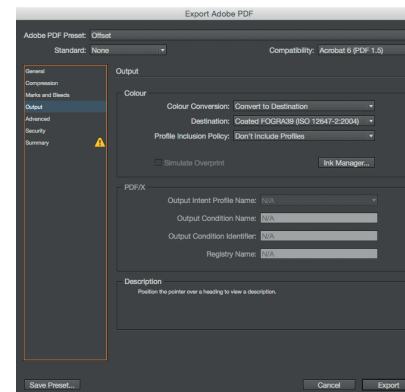 Export Adobe PDF
Adobe PDF Preset: Offset
Standard: None
Compatibility: Acrobat 6 (PDF 1.5)
General
Compression
Marks and Bleeds
Output
Advanced
Security
Summary
Output
Colour
Colour Conversion: Convert to Destination
Destination: Coated FOGRA39 (ISO 12647-2:2004)
Profile Inclusion Policy: Don't Include Profiles
Simulate Overprint
Ink Manager...
PDF/X
Output Intent Profile Name: N/A
Output Condition Name: N/A
Output Condition Identifier: N/A
Registry Name: N/A
Description
Position the pointer over a heading to view a description.
Save Preset...
Cancel
Export